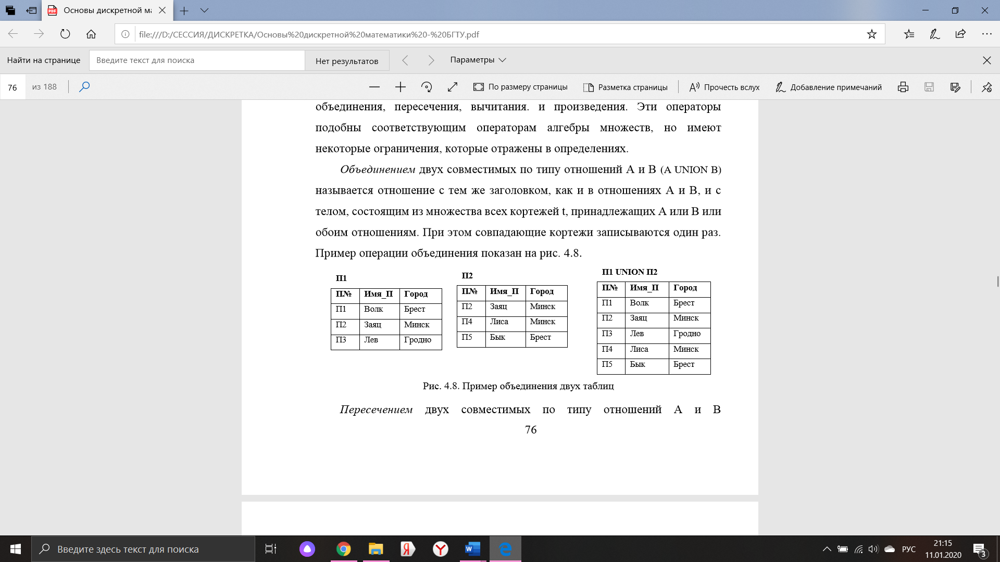 Основы дискретной ма
file:///D:/СЕССИЯ/ДИСКРЕТКА/Основы%20дискретной%20математики%20-%20БГТУ.pdf
Найти на странице
Введите текст для поиска
Нет результатов
Параметры
76
из 188
По размеру страницы
Разметка страницы
Прочесть вслух
Добавление примечаний
объединения, пересечения, вычитания. и произведения. Эти операторы
подобны соответствующим операторам алгебры множеств, но имеют
некоторые ограничения, которые отражены в определениях.
Объединением двух совместимых по типу отношений А и В (A UNION B)
называется отношение с тем же заголовком, как и в отношениях А и В, и с
телом, состоящим из множества всех кортежей t, принадлежащих А или В или
обоим отношениям. При этом совпадающие кортежи записываются один раз.
Пример операции объединения показан на рис. 4.8.
П1
П№ Имя_П Город
П1 Волк Брест
П2 Заяц Минск
П3 Лев Гродно
П2
П№ Имя_П Город
П2 Заяц Минск
П4 Лиса Минск
П5 Бык Брест
П1 UNION П2
П№ Имя_П Город
П1 Волк Брест
П2 Заяц Минск
П3 Лев Гродно
П4 Лиса Минск
П5 Бык Брест
Рис. 4.8. Пример объединения двух таблиц
Пересечением двух совместимых по типу отношений А и В
76
Введите здесь текст для поиска
РУС
21:15
11.01.2020
3